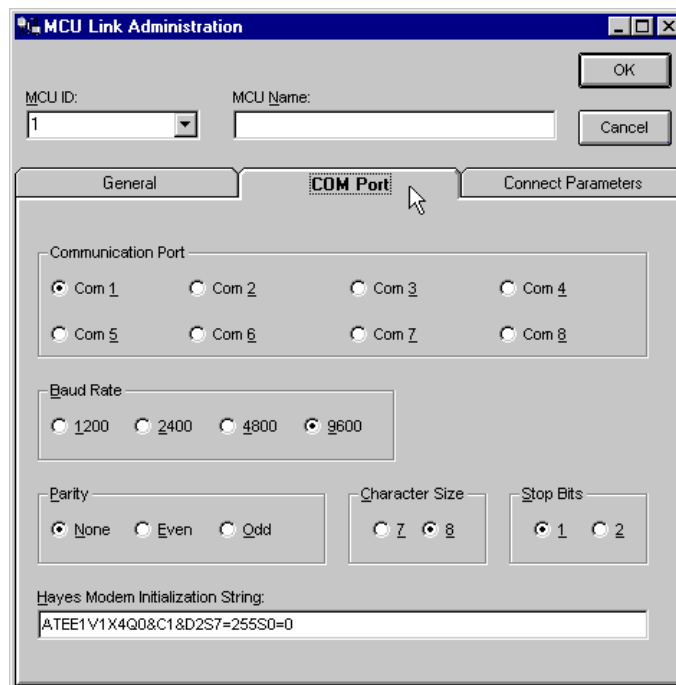 MCU Link Administration
OK
MCU ID:
MCU Name:
1
Cancel
General
COM Port
Connect Parameters
Communication Port
Com 1
Com 2
Com 3
Com 4
Com 5
Com 6
Com 7
Com 8
Baud Rate
1200
2400
4800
9600
Parity
Character Size
Stop Bits
None
Even
Odd
7
8
1
2
Hayes Modem Initialization String:
ATEE1V1X4Q0&C1&D2S7=255S0=0